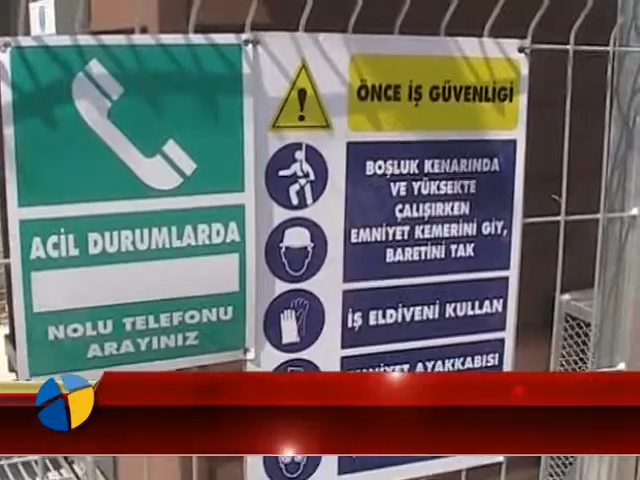 ACİL DURUMLARDA
NOLU TELEFONU
ARAYINIZ
ÖNCE İŞ GÜVENLİGİ
BOŞLUK KENARINDA
VE YÜKSEKTE
ÇALIŞIRKEN
EMNİYET KEMERİNİ GİY,
BARETİNİ TAK
İŞ ELDİVENİ KULLAN
AYAKKABISI